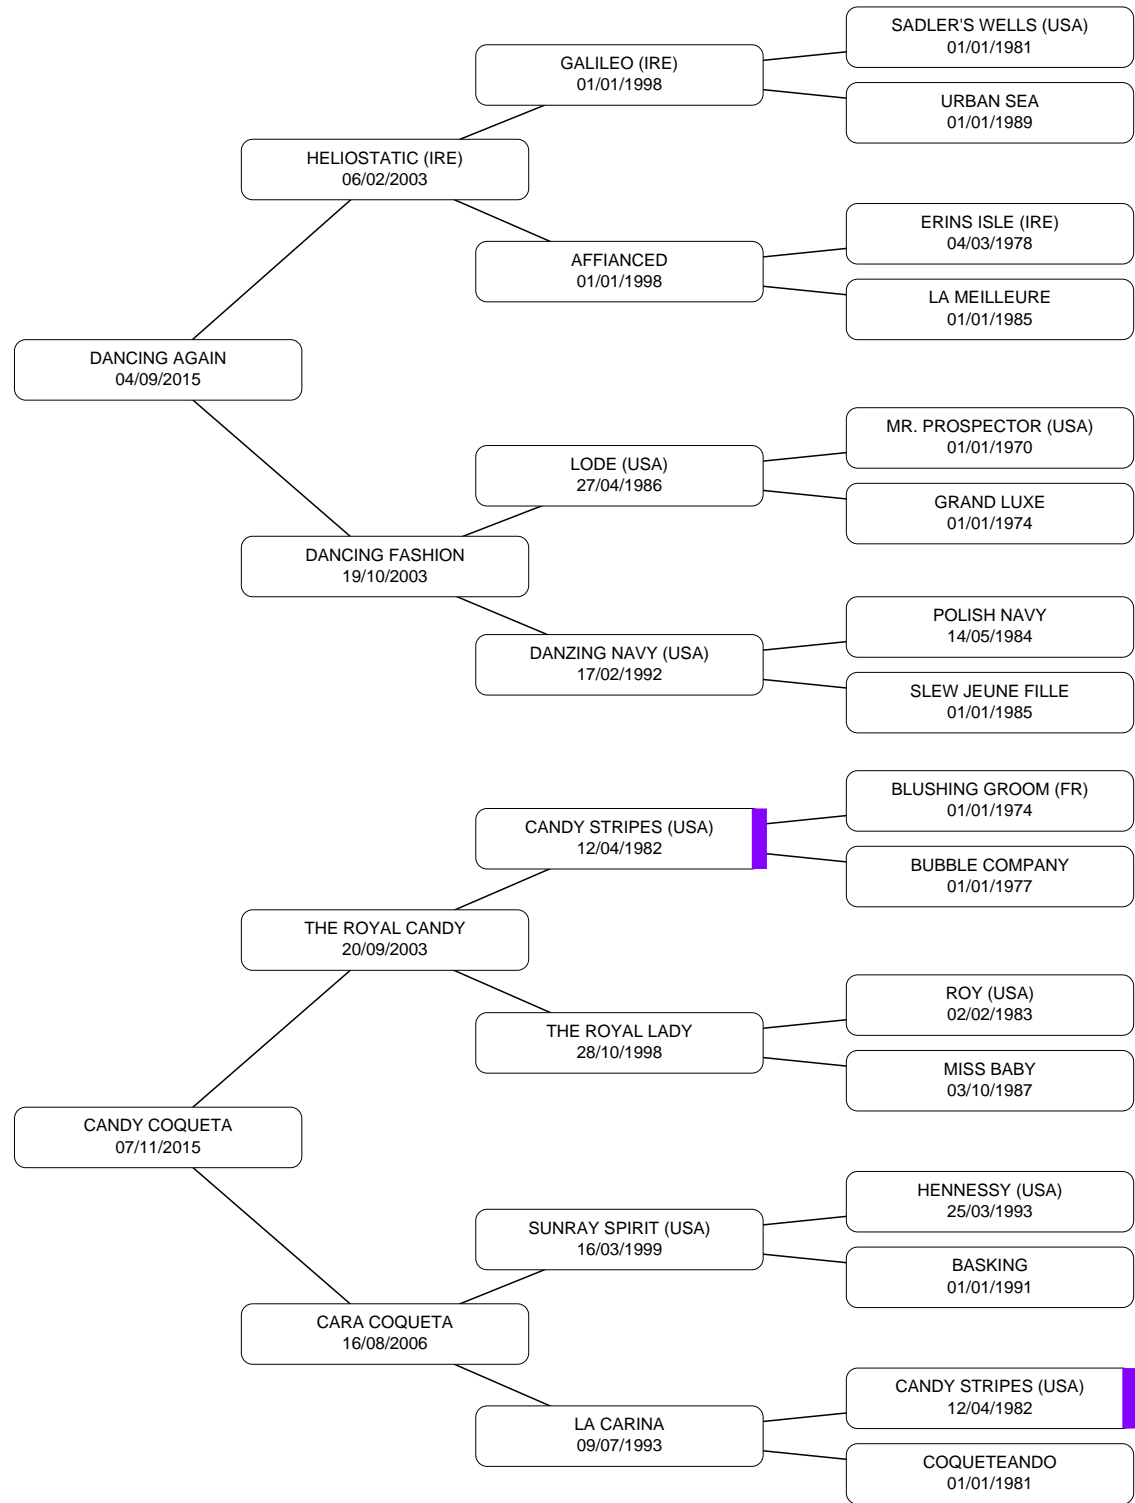 SADLER'S WELLS (USA)
01/01/1981
GALILEO (IRE)
01/01/1998
URBAN SEA
01/01/1989
HELIOSTATIC (IRE)
06/02/2003
ERINS ISLE (IRE)
04/03/1978
AFFIANCED
01/01/1998
LA MEILLEURE
01/01/1985
DANCING AGAIN
04/09/2015
MR. PROSPECTOR (USA)
01/01/1970
LODE (USA)
27/04/1986
GRAND LUXE
01/01/1974
DANCING FASHION
19/10/2003
POLISH NAVY
14/05/1984
DANZING NAVY (USA)
17/02/1992
SLEW JEUNE FILLE
01/01/1985
BLUSHING GROOM (FR)
01/01/1974
CANDY STRIPES (USA)
12/04/1982
BUBBLE COMPANY
01/01/1977
THE ROYAL CANDY
20/09/2003
ROY (USA)
02/02/1983
THE ROYAL LADY
28/10/1998
MISS BABY
03/10/1987
CANDY COQUETA
07/11/2015
HENNESSY (USA)
25/03/1993
SUNRAY SPIRIT (USA)
16/03/1999
BASKING
01/01/1991
CARA COQUETA
16/08/2006
CANDY STRIPES (USA)
12/04/1982
LA CARINA
09/07/1993
COQUETEANDO
01/01/1981